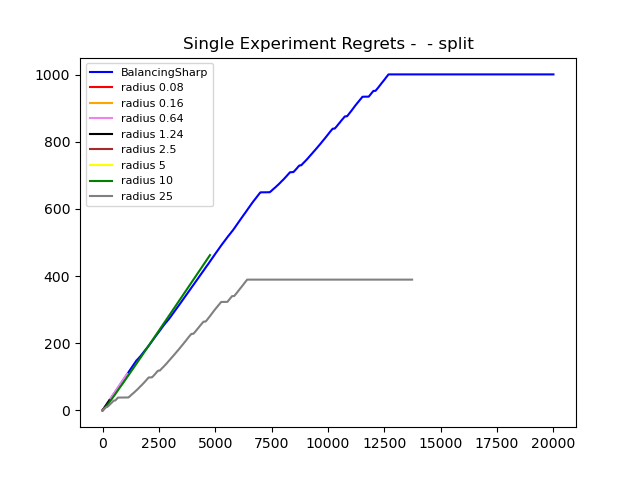 Single Experiment Regrets -  - split
BalancingSharp
radius 0.08
radius 0.16
radius 0.64
radius 1.24
radius 2.5
radius 5
radius 10
radius 25
1000
800
600
400
200
0
0 2500 5000 7500 10000 12500 15000 17500 20000